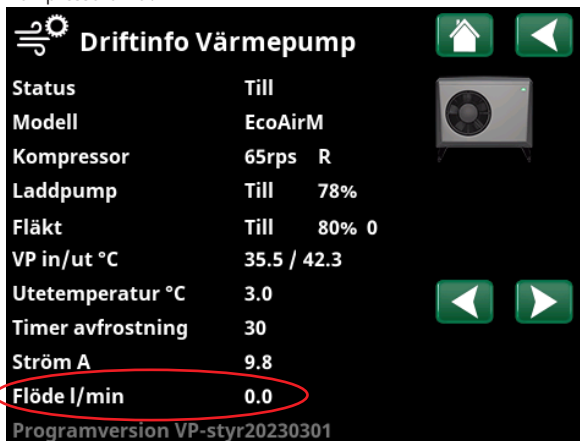 Driftinfo Värmepump
Status Till
Modell EcoAirM
Kompressor 65rps R
Laddpump Till 78%
Fläkt Till 80% 0
VP in/ut °C 35.5 / 42.3
Utetemperatur °C 3.0
Timer avfrostning 30
Ström A 9.8
Flöde l/min 0.0
Programversion VP-styr20230301